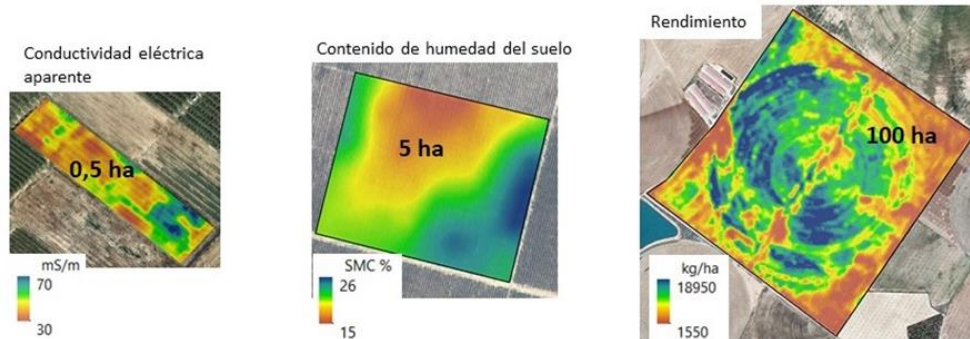 Conductividad eléctrica
aparente
0,5 ha
mS/m
70
30
Contenido de humedad del suelo
5 ha
SMC %
26
15
Rendimiento
100 ha
kg/ha
18950
1550